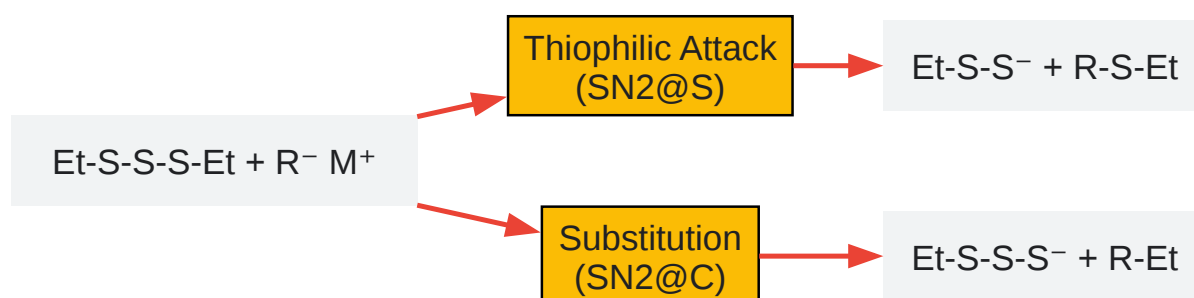 Et-S-S-S-Et + R⁻ M⁺
Thiophilic Attack
(SN2@S)
Et-S-S⁻ + R-S-Et
Substitution
(SN2@C)
Et-S-S-S⁻ + R-Et